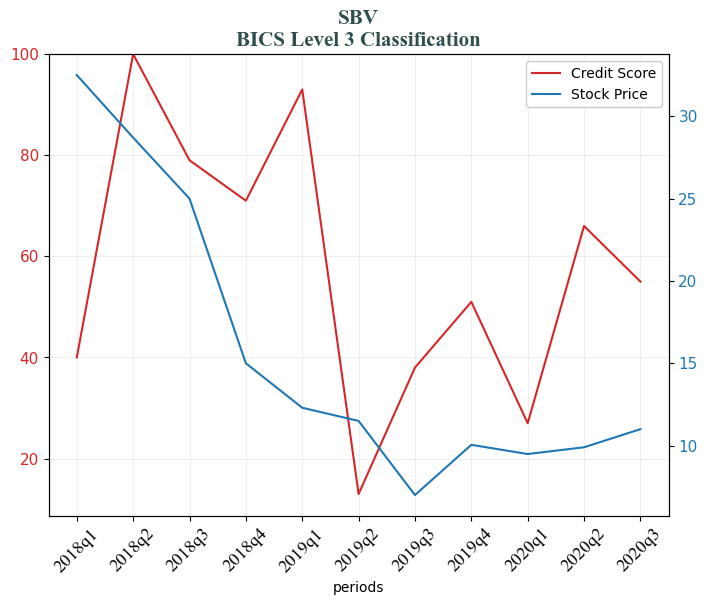 SBV
BICS Level 3 Classification
100
80
60
40
20
Credit Score
Stock Price
30
25
20
15
10
2018q1
2018q2
2018q3
2018q4
2019q1
2019q2
2019q3
2019q4
2020q1
2020q2
2020q3
periods